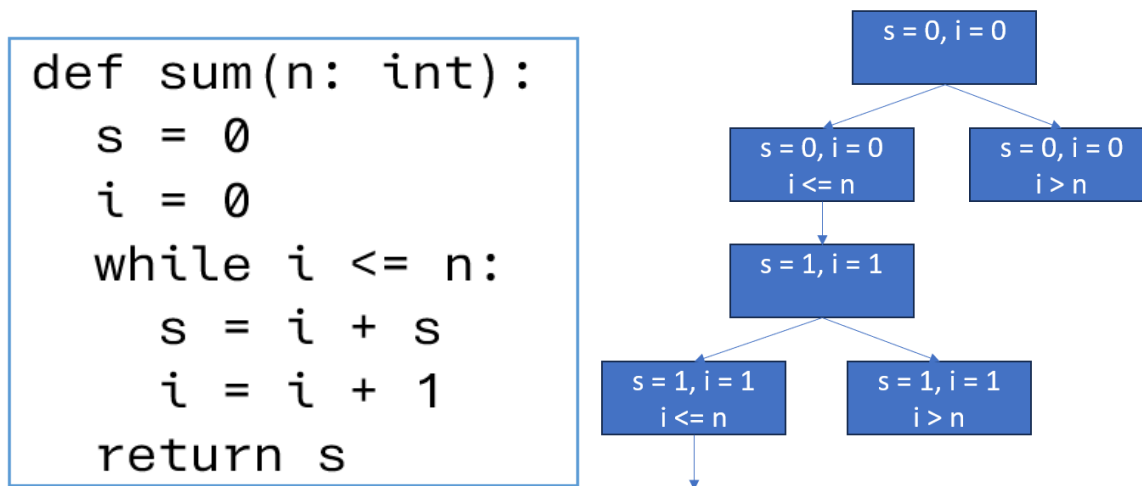 def sum(n: int):
s = 0
i = 0
while i <= n:
s = i + s
i = i + 1
return s
s = 0, i = 0
s = 0, i = 0
i <= n
s = 0, i = 0
i > n
s = 1, i = 1
s = 1, i = 1
i <= n
s = 1, i = 1
i > n